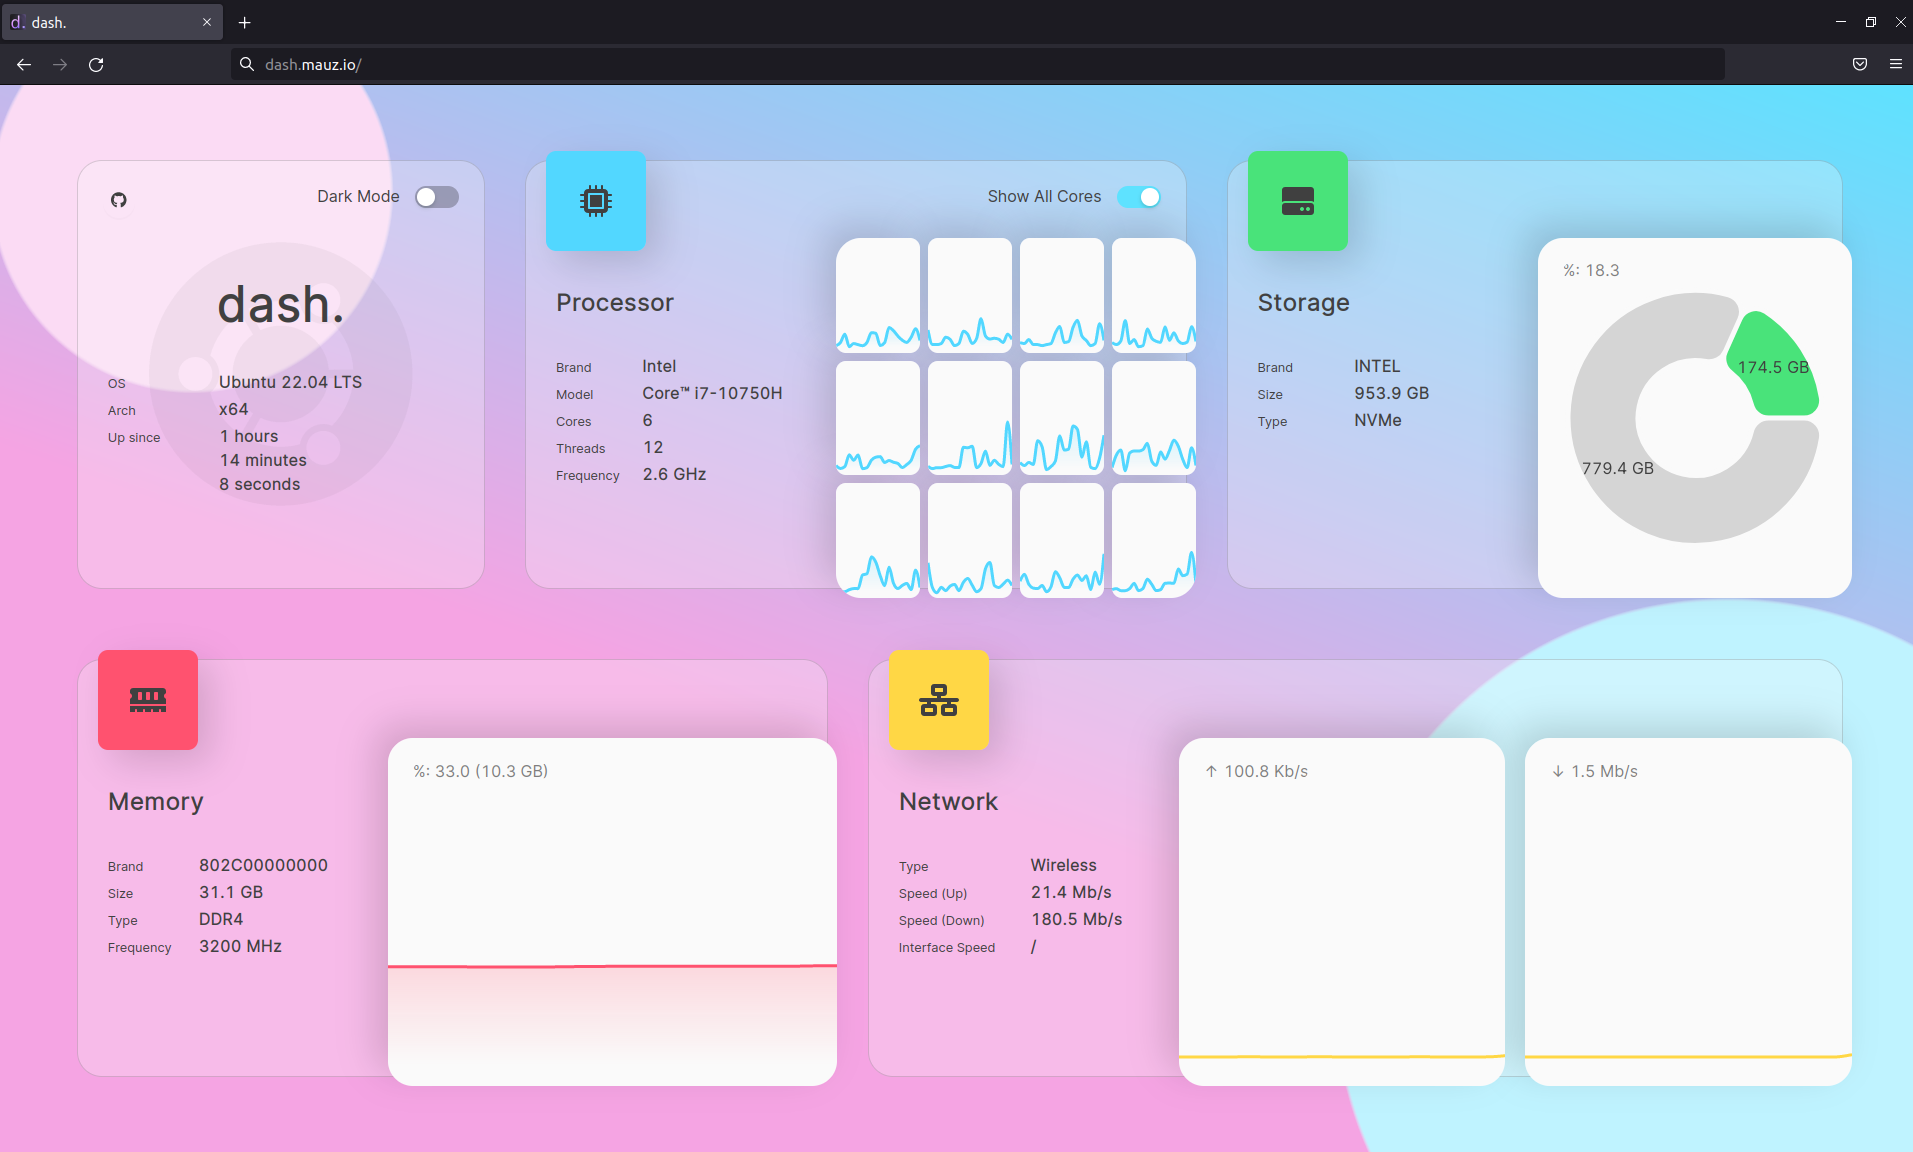 d. dash.
dash.mauz.io/
Dark Mode
dash.
OS Ubuntu 22.04 LTS
Arch x64
Up since 1 hours
14 minutes
8 seconds
Show All Cores
Processor
Brand Intel
Model Core™ i7-10750H
Cores 6
Threads 12
Frequency 2.6 GHz
Storage
Brand INTEL
Size 953.9 GB
Type NVMe
%: 18.3
174.5 GB
779.4 GB
Memory
Brand 802C00000000
Size 31.1 GB
Type DDR4
Frequency 3200 MHz
%: 33.0 (10.3 GB)
Network
Type Wireless
Speed (Up) 21.4 Mb/s
Speed (Down) 180.5 Mb/s
Interface Speed /
↑ 100.8 Kb/s
↓ 1.5 Mb/s